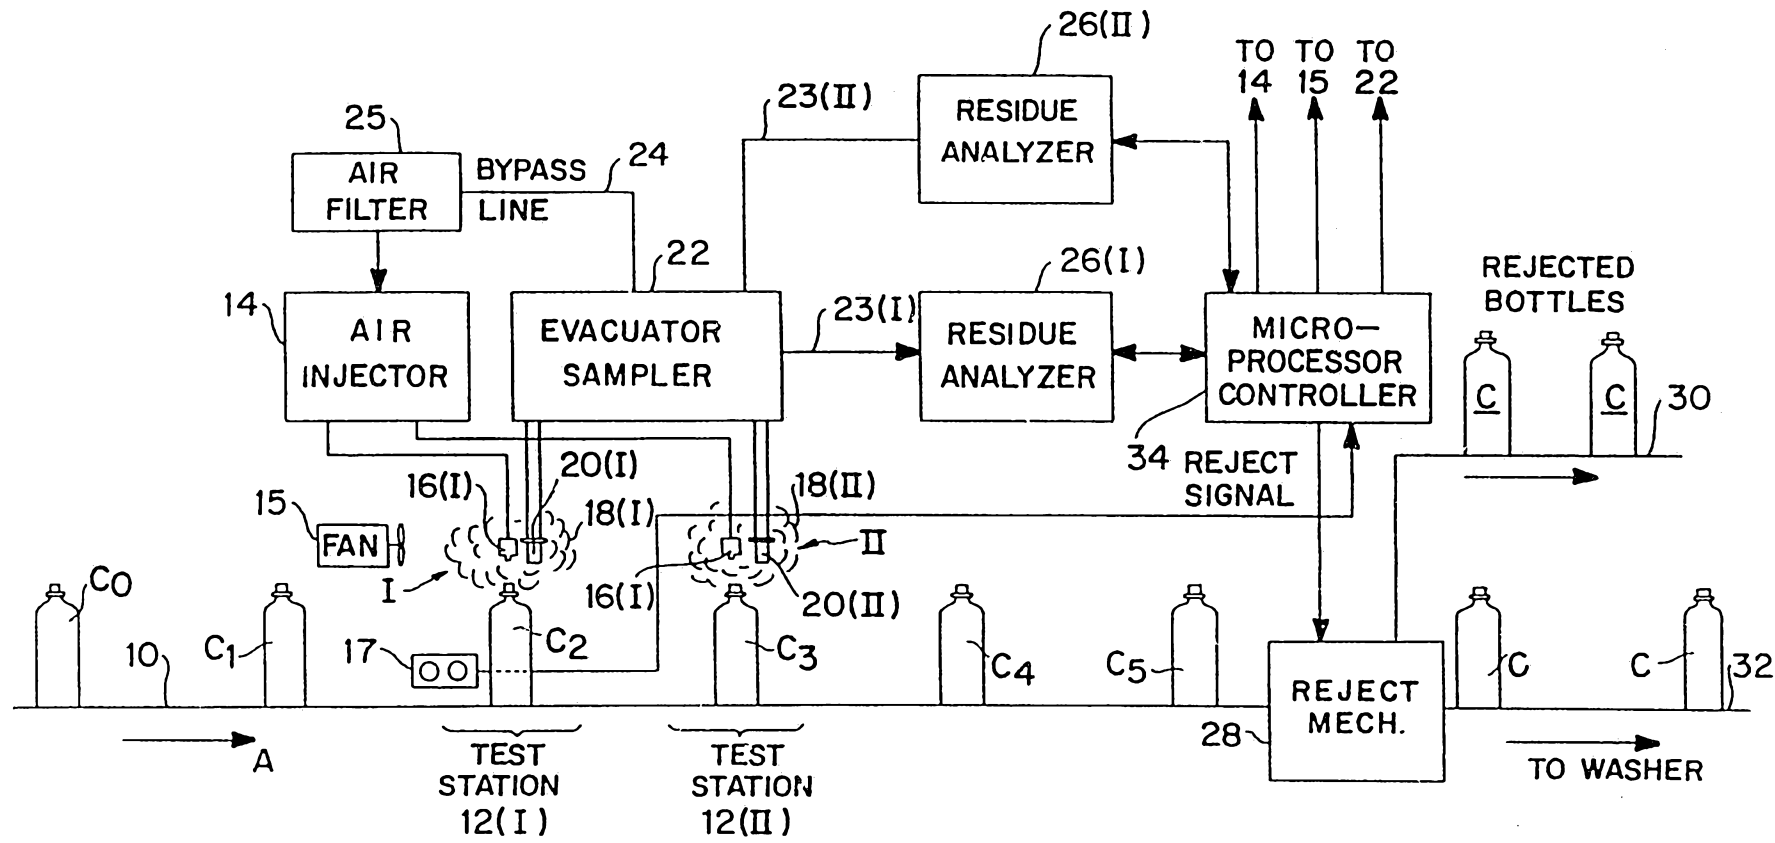 26(II)
TO TO TO
14 15 22
23(II)
RESIDUE
ANALYZER
25
AIR
FILTER
BYPASS
LINE
24
22
26(I)
REJECTED
BOTTLES
14
AIR
INJECTOR
EVACUATOR
SAMPLER
23(I)
RESIDUE
ANALYZER
MICRO-
PROCESSOR
CONTROLLER
34
C
C
30
REJECT
SIGNAL
16(I)
20(I)
18(I)
18(II)
15
FAN
I
II
16(I)
20(II)
C0
C1
C2
C3
C4
C5
C
C
10
17
32
REJECT
MECH.
28
A
TEST
STATION
12(I)
TEST
STATION
12(II)
TO WASHER